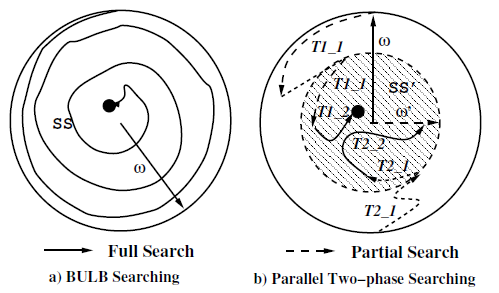 T1_1
ω
T1_1
SS'
SS
T1_2
ω'
T2_2
ω
T2_1
T2_1
Full Search
Partial Search
a) BULB Searching
b) Parallel Two-phase Searching